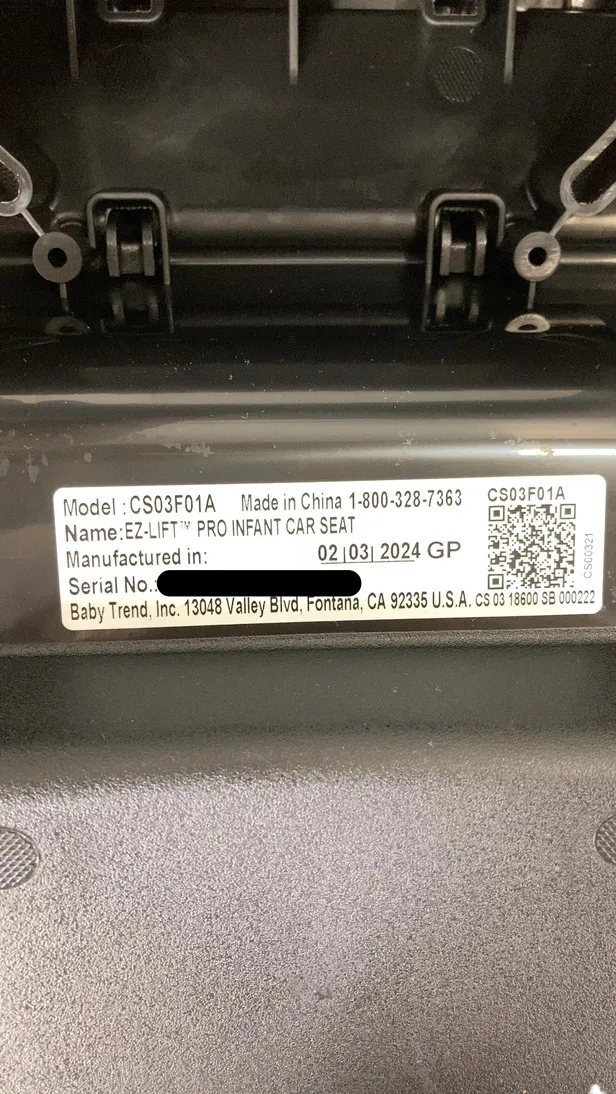 Model : CS03F01A Made in China 1-800-328-7363 CS03F01A
Name:EZ-LIFT™ PRO INFANT CAR SEAT
Manufactured in: 02|03| 2024 GP
Serial No.:
Baby Trend, Inc. 13048 Valley Blvd, Fontana, CA 92335 U.S.A. CS 03 18600 SB 000222
CS00321